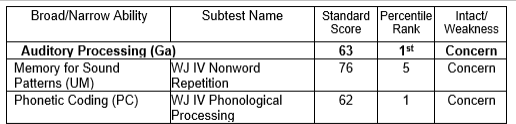 Broad/Narrow Ability Subtest Name Standard Score Percentile Rank Intact/ Weakness
Auditory Processing (Ga) 63 1st Concern
Memory for Sound Patterns (UM) WJ IV Nonword Repetition 76 5 Concern
Phonetic Coding (PC) WJ IV Phonological Processing 62 1 Concern